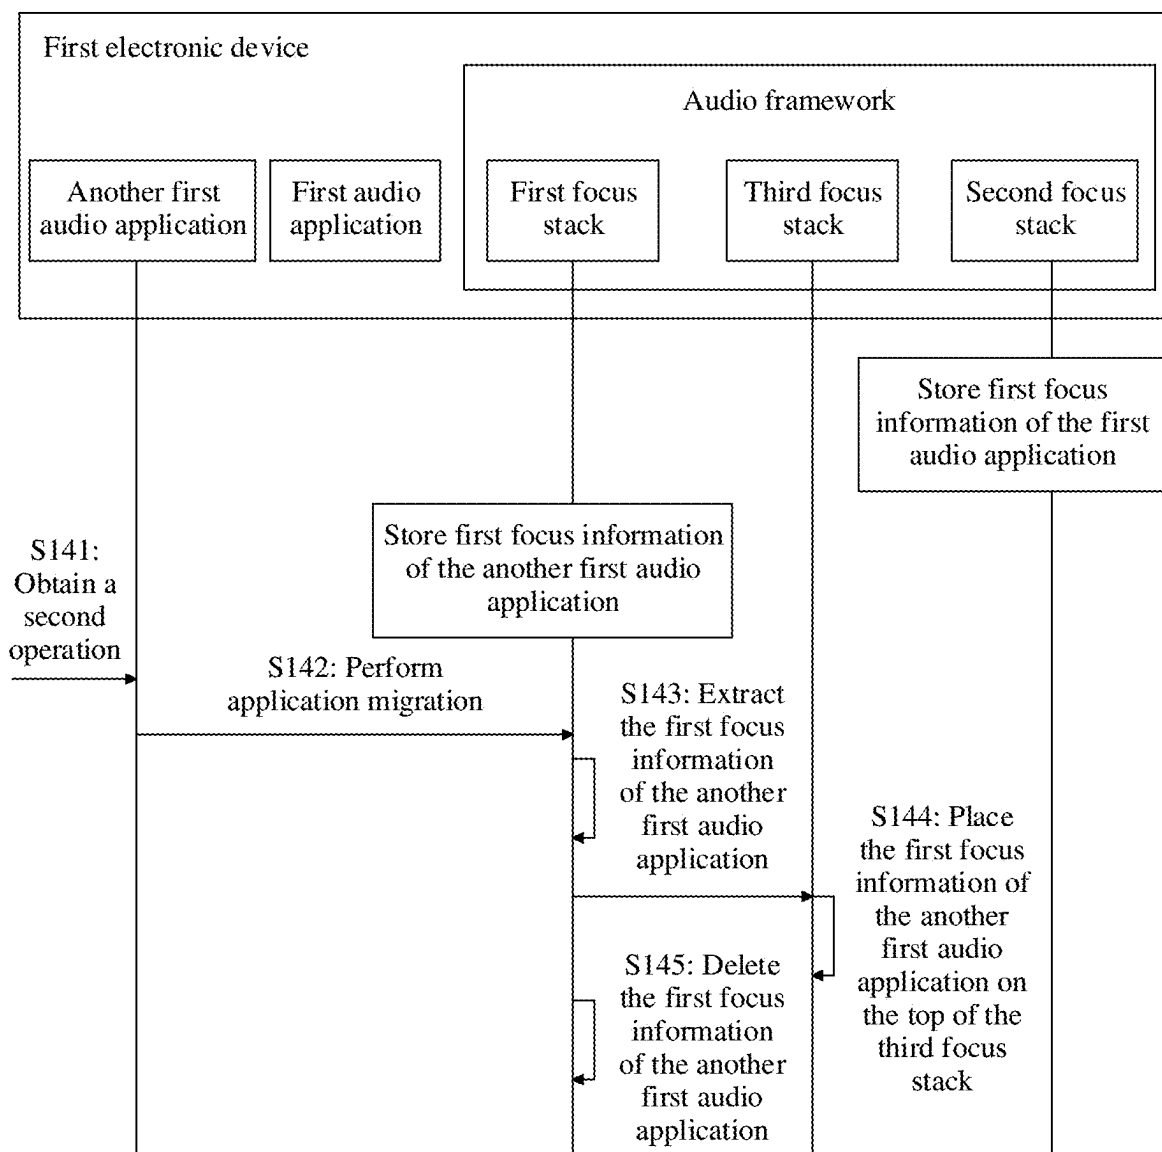 First electronic device
Audio framework
Another first
audio application
First audio
application
First focus
stack
Third focus
stack
Second focus
stack
Store first focus
information of the first
audio application
Store first focus information
of the another first audio
application
S141:
Obtain a
second
operation
S142: Perform
application migration
S143: Extract
the first focus
information
of the another
first audio
application
S144: Place
the first focus
information of
the another
first audio
application on
the top of the
third focus
stack
S145: Delete
the first focus
information
of the another
first audio
application